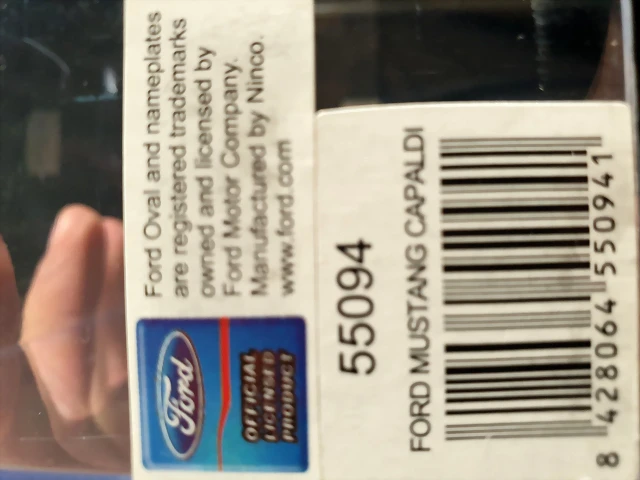 Ford Oval and nameplates
are registered trademarks
owned and licensed by
Ford Motor Company.
Manufactured by Ninco.
www.ford.com
Ford
OFFICIAL
LICENSED
PRODUCT
55094
FORD MUSTANG CAPALDI
8 428064 550941